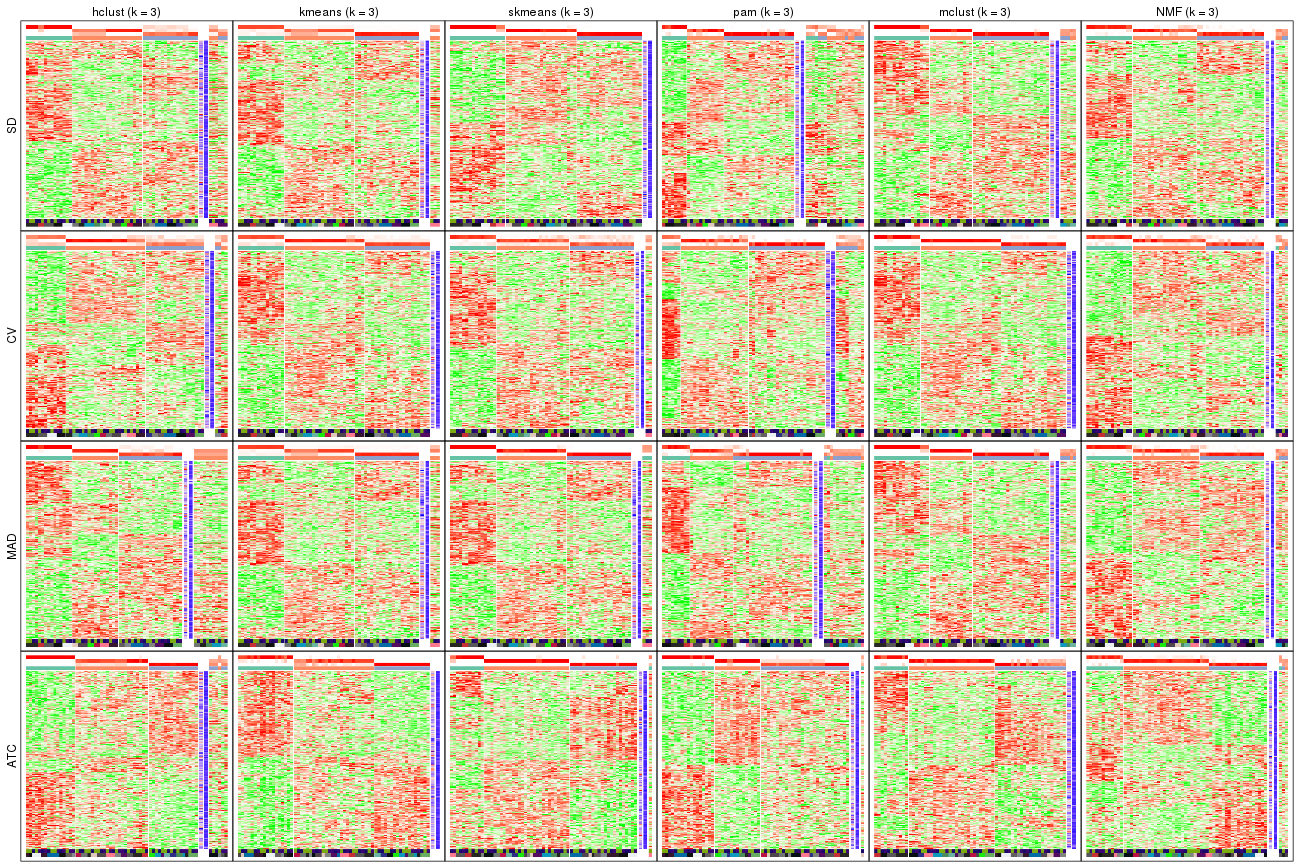 hclust (k = 3)
kmeans (k = 3)
skmeans (k = 3)
pam (k = 3)
mclust (k = 3)
NMF (k = 3)
SD
CV
MAD
ATC